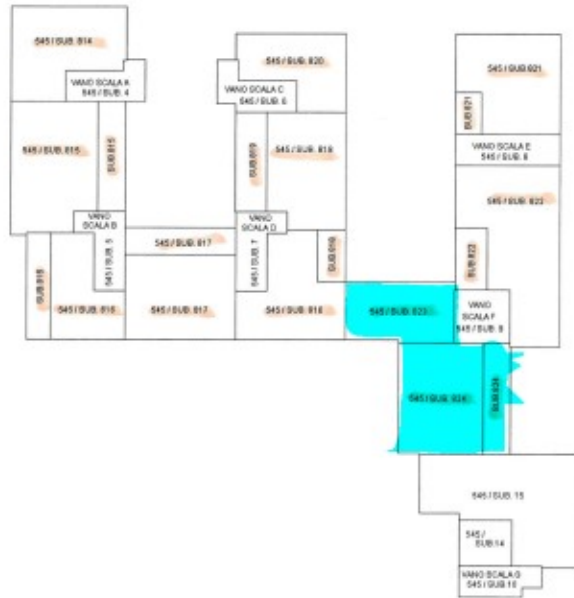 545 / SUB. 814
VANO SCALA A
545 / SUB. 4
545 / SUB. 820
VANO SCALA C
545 / SUB. 6
545 / SUB. 821
SUB. 821
VANO SCALA E
545 / SUB. 8
545 / SUB. 815
SUB. 815
SUB. 819
545 / SUB. 818
545 / SUB. 822
SUB. 822
VANO
SCALA B
545 / SUB. 5
545 / SUB. 817
VANO
SCALA D
545 / SUB. 7
SUB. 818
SUB. 816
545 / SUB. 816
545 / SUB. 817
545 / SUB. 818
545 / SUB. 823
VANO
SCALA F
545 / SUB. 9
545 / SUB. 15
545 /
SUB. 14
VANO SCALA G
545 / SUB. 10